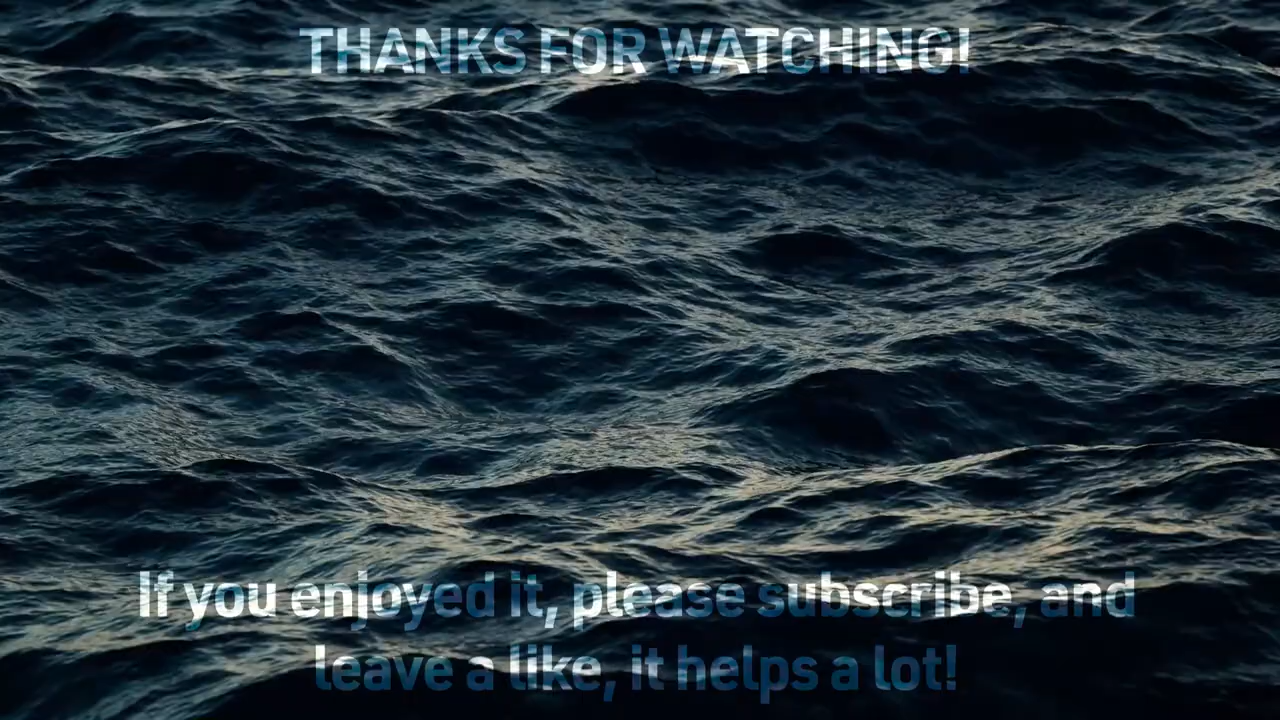 THANKS FOR WATCHING!
If you enjoyed it, please subscribe, and
leave a like, it helps a lot!